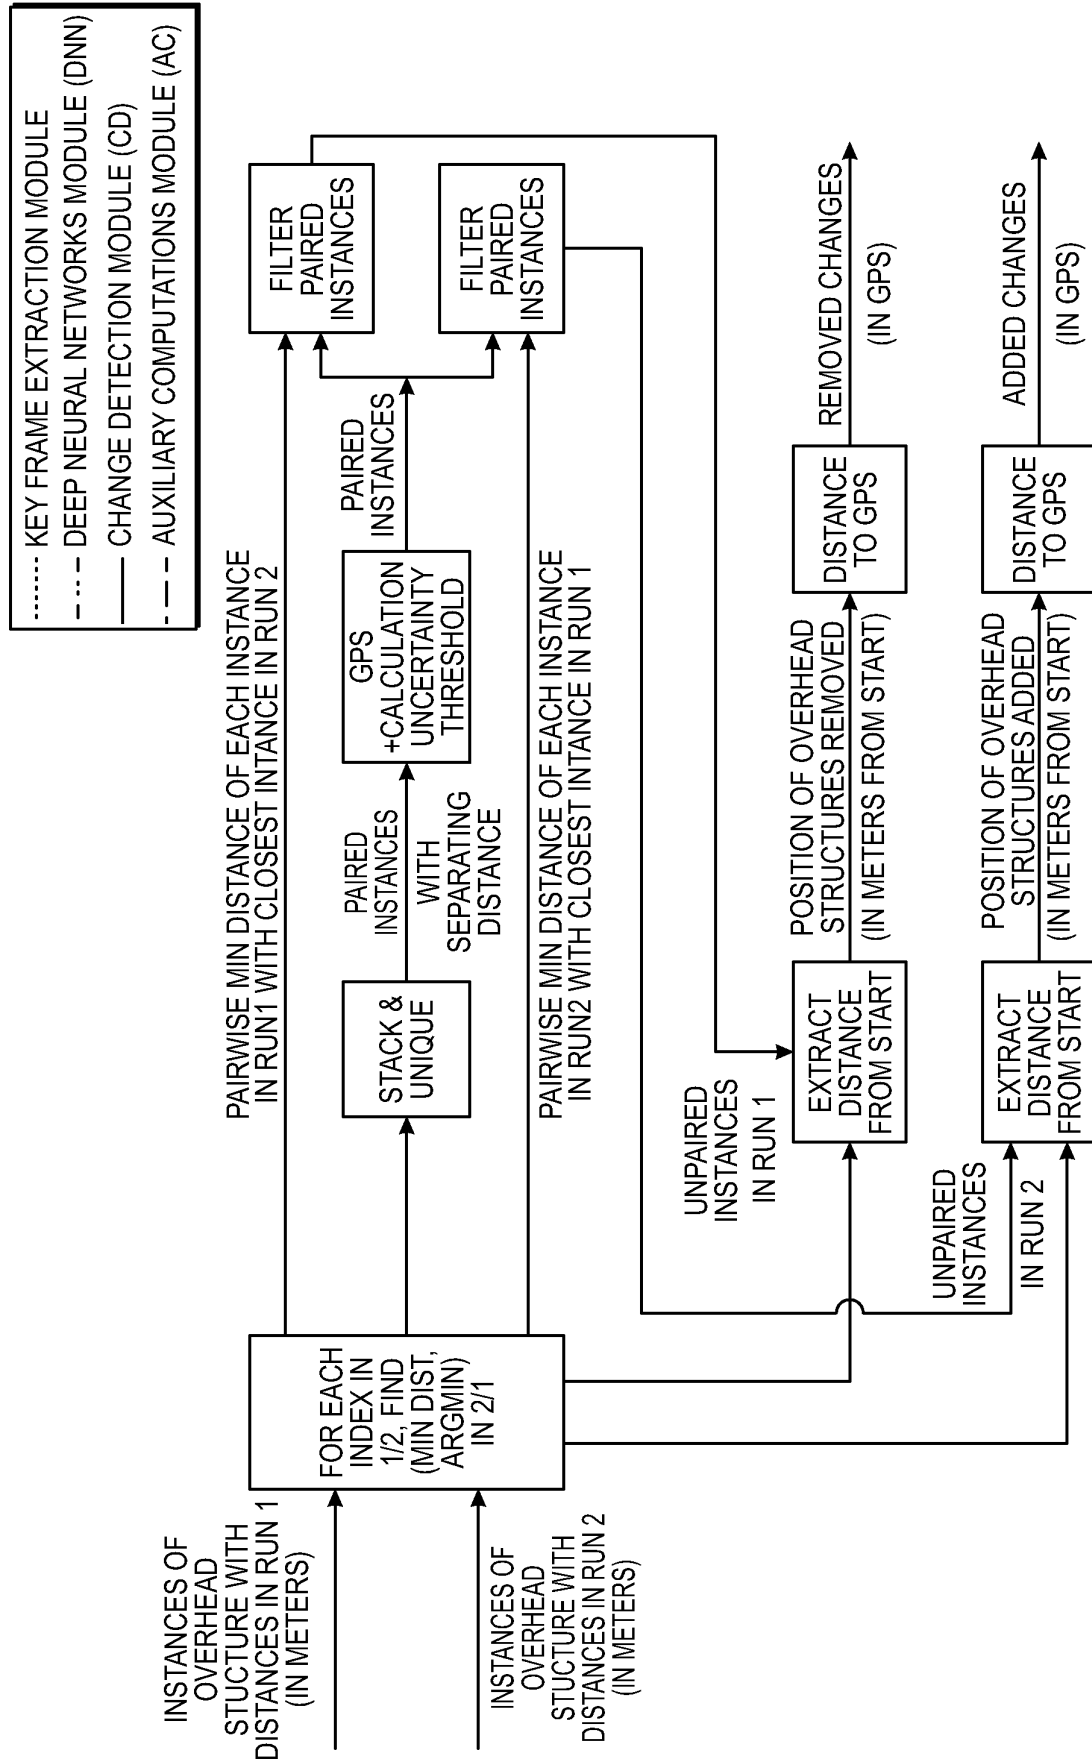 KEY FRAME EXTRACTION MODULE
DEEP NEURAL NETWORKS MODULE (DNN)
CHANGE DETECTION MODULE (CD)
AUXILIARY COMPUTATIONS MODULE (AC)
INSTANCES OF
OVERHEAD
STUCTURE WITH
DISTANCES IN RUN 1
(IN METERS)
INSTANCES OF
OVERHEAD
STUCTURE WITH
DISTANCES IN RUN 2
(IN METERS)
FOR EACH
INDEX IN
1/2, FIND
(MIN DIST,
ARGMIN)
IN 2/1
PAIRWISE MIN DISTANCE OF EACH INSTANCE
IN RUN1 WITH CLOSEST INTANCE IN RUN 2
STACK &
UNIQUE
PAIRED
INSTANCES
WITH
SEPARATING
DISTANCE
GPS
+CALCULATION
UNCERTAINTY
THRESHOLD
PAIRED
INSTANCES
PAIRWISE MIN DISTANCE OF EACH INSTANCE
IN RUN2 WITH CLOSEST INTANCE IN RUN 1
FILTER
PAIRED
INSTANCES
FILTER
PAIRED
INSTANCES
UNPAIRED
INSTANCES
IN RUN 1
EXTRACT
DISTANCE
FROM START
POSITION OF OVERHEAD
STRUCTURES REMOVED
(IN METERS FROM START)
DISTANCE
TO GPS
REMOVED CHANGES
(IN GPS)
UNPAIRED
INSTANCES
IN RUN 2
EXTRACT
DISTANCE
FROM START
POSITION OF OVERHEAD
STRUCTURES ADDED
(IN METERS FROM START)
DISTANCE
TO GPS
ADDED CHANGES
(IN GPS)